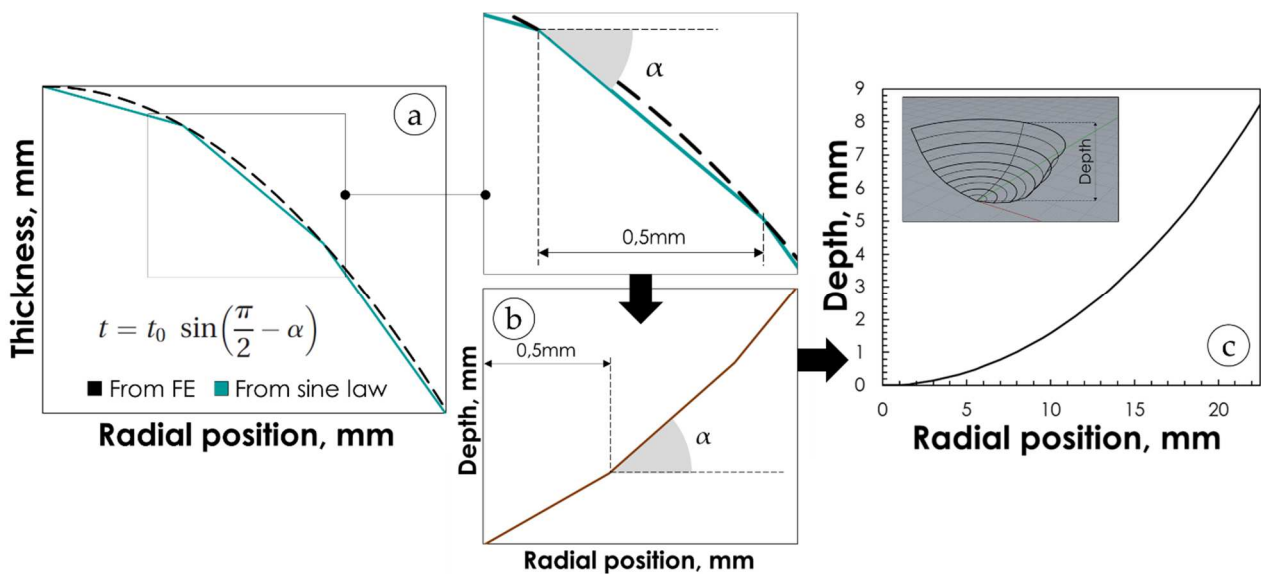 Thickness, mm
a
t = t₀ sin(π/2 − α)
From FE From sine law
Radial position, mm
α
0,5mm
b
0,5mm
α
Depth, mm
Radial position, mm
Depth, mm
9
8
7
6
5
4
3
2
1
0
Depth
c
0 5 10 15 20
Radial position, mm